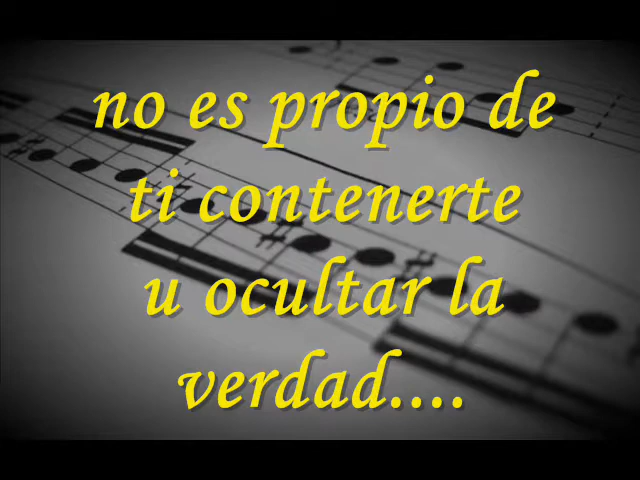 no es propio de
ti contenerte
u ocultar la
verdad....